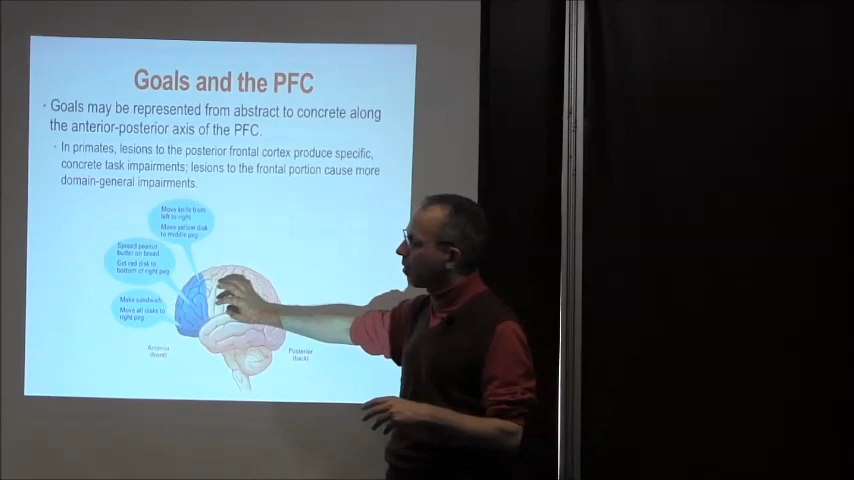 Goals and the PFC
• Goals may be represented from abstract to concrete along
the anterior-posterior axis of the PFC.
• In primates, lesions to the posterior frontal cortex produce specific,
concrete task impairments; lesions to the frontal portion cause more
domain-general impairments.
Move knife from
left to right
Move yellow disk
to middle peg
Spread peanut
butter on bread
Get red disk to
bottom of right peg
Make sandwich
Move all disks to
right peg
Anterior
(front)
Posterior
(back)